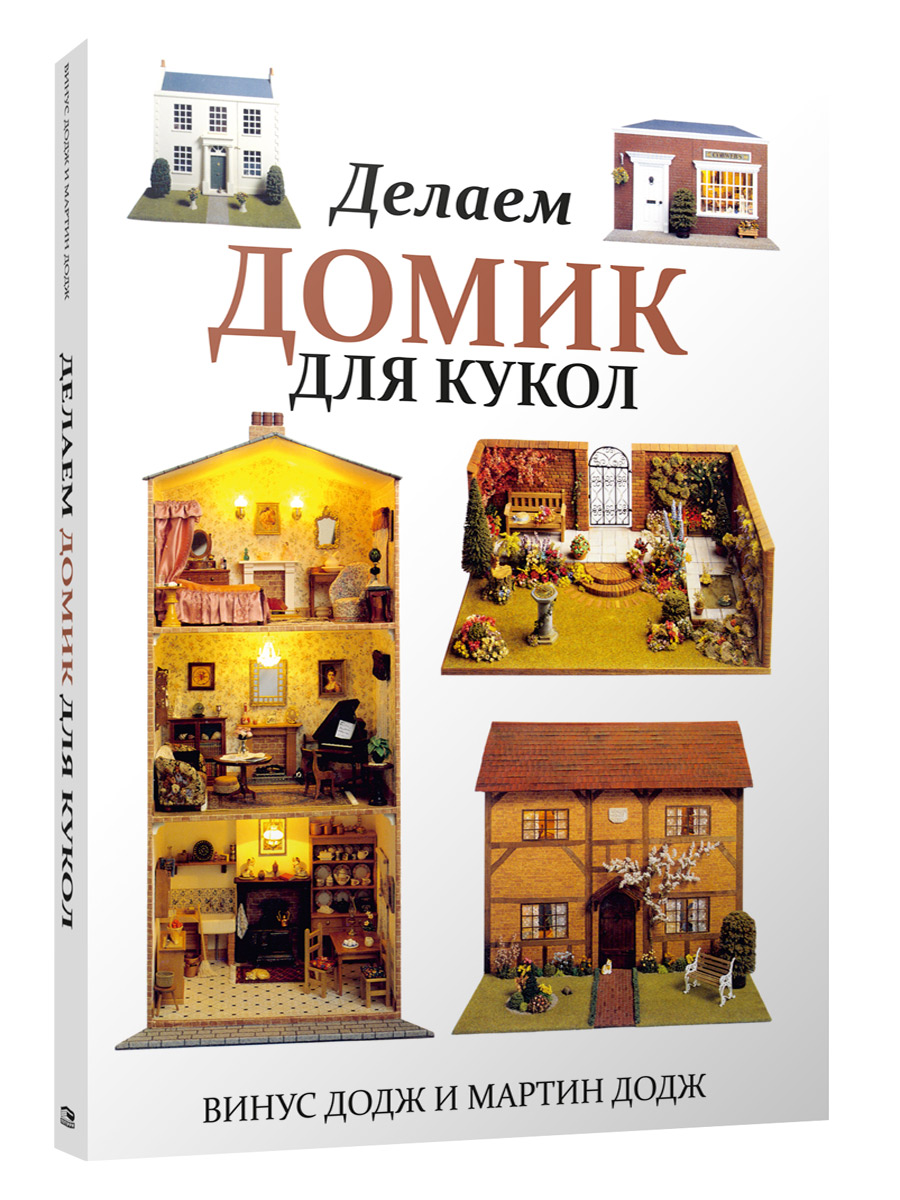 Делаем
ДОМИК
ДЛЯ КУКОЛ
ВИНУС ДОДЖ И МАРТИН ДОДЖ
ВИНУС ДОДЖ И МАРТИН ДОДЖ
ДЕЛАЕМ ДОМИК ДЛЯ КУКОЛ